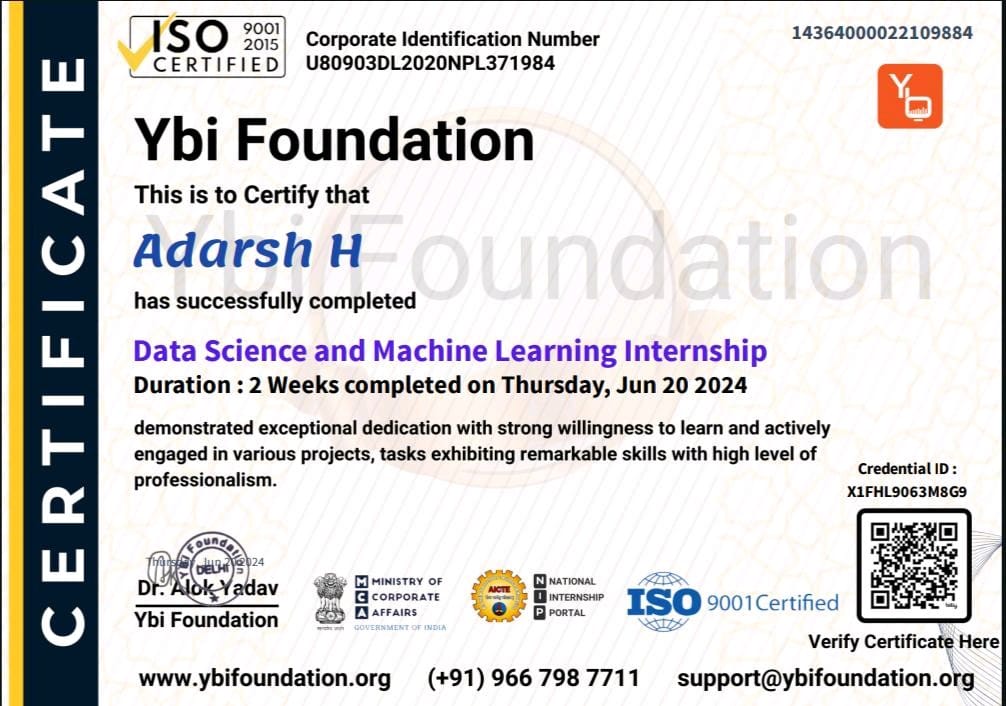 CERTIFICATE
ISO 9001
2015
CERTIFIED
Corporate Identification Number
U80903DL2020NPL371984
14364000022109884
Ybi Foundation
This is to Certify that
Ybi Foundation
Adarsh H
has successfully completed
Data Science and Machine Learning Internship
Duration : 2 Weeks completed on Thursday, Jun 20 2024
demonstrated exceptional dedication with strong willingness to learn and actively
engaged in various projects, tasks exhibiting remarkable skills with high level of
professionalism.
Credential ID :
X1FHL9063M8G9
Ybi Foundation
DELHI
Thursday, Jun 20 2024
Dr. Alok Yadav
Ybi Foundation
MINISTRY OF
CORPORATE
AFFAIRS
GOVERNMENT OF INDIA
AICTE
NATIONAL
INTERNSHIP
PORTAL
ISO 9001Certified
Verify Certificate Here
www.ybifoundation.org (+91) 966 798 7711 support@ybifoundation.org